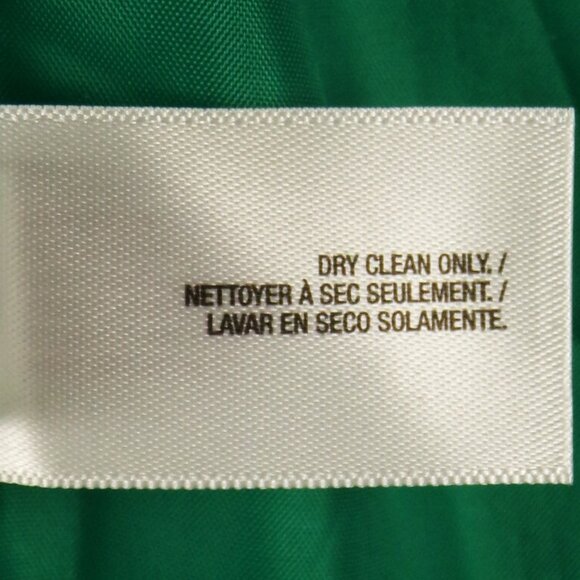 DRY CLEAN ONLY. /
NETTOYER À SEC SEULEMENT. /
LAVAR EN SECO SOLAMENTE.